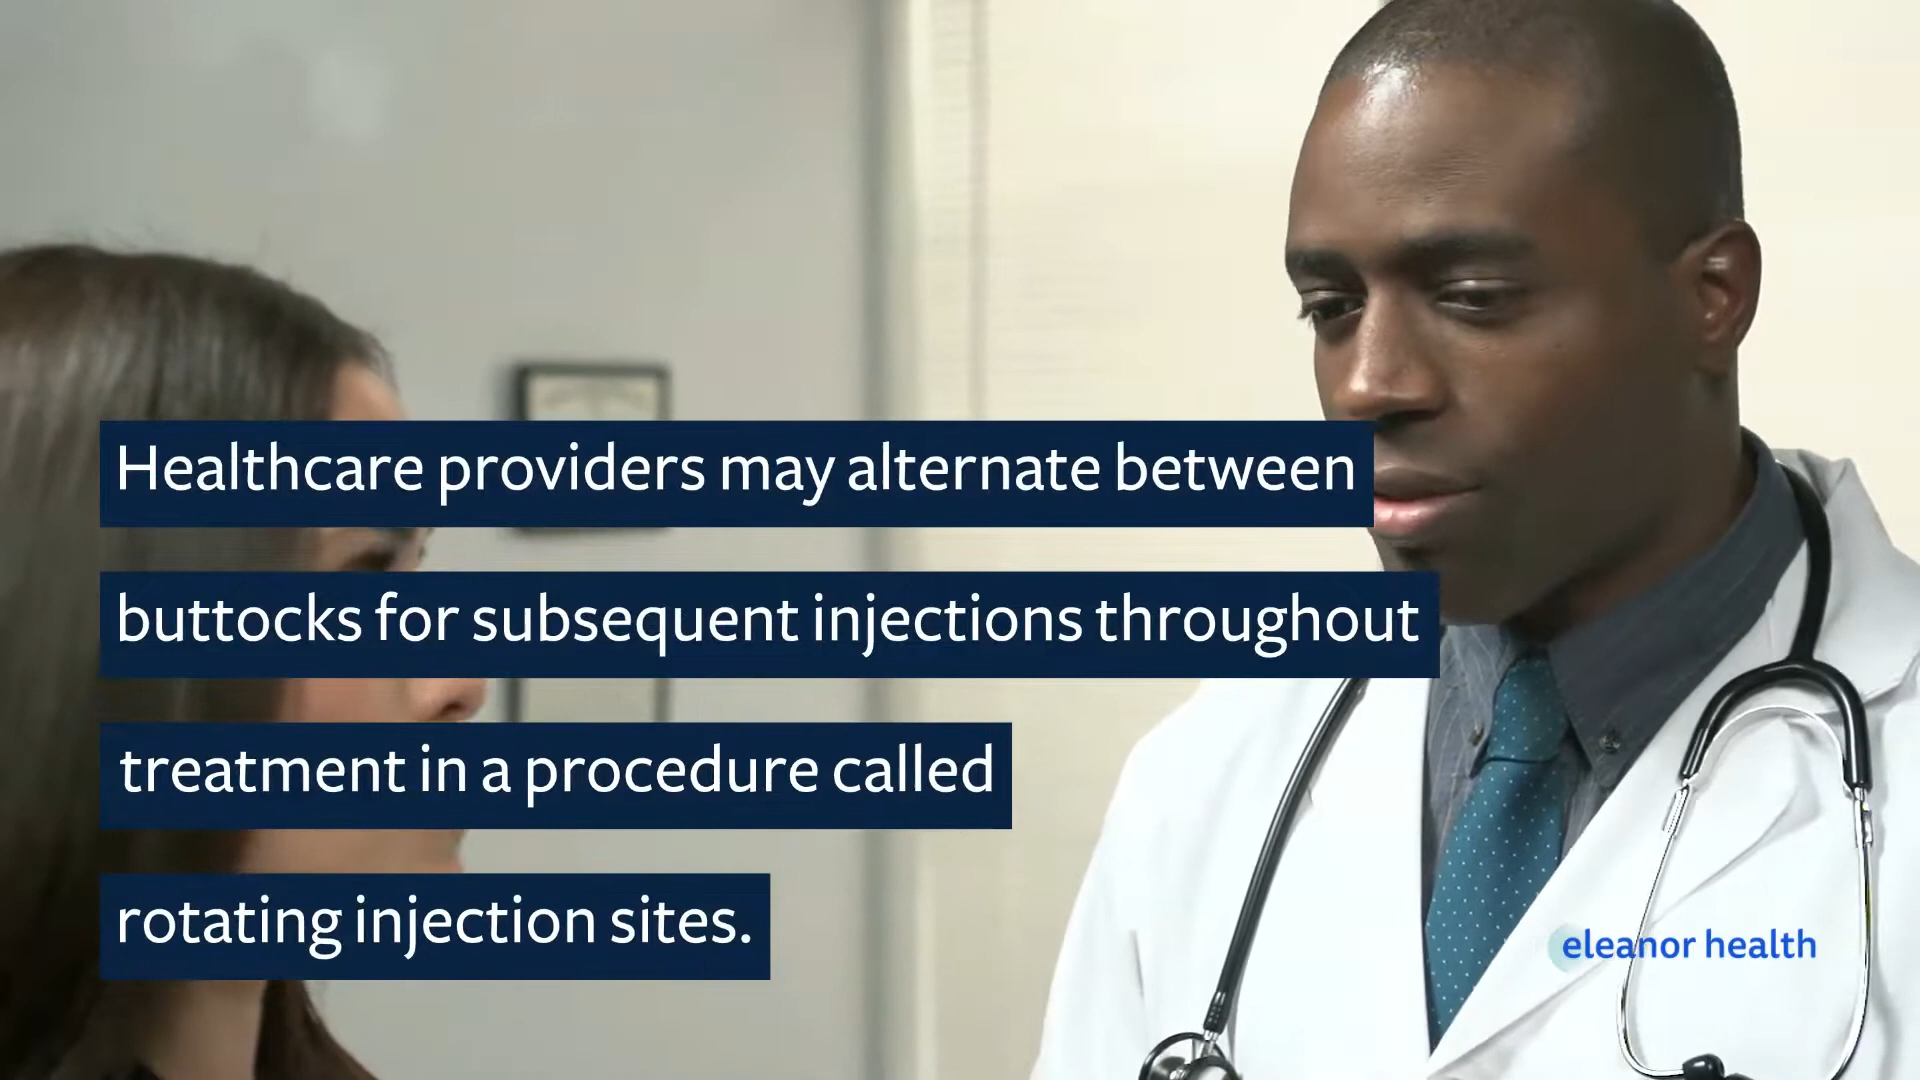 Healthcare providers may alternate between
buttocks for subsequent injections throughout
treatment in a procedure called
rotating injection sites.
eleanor health